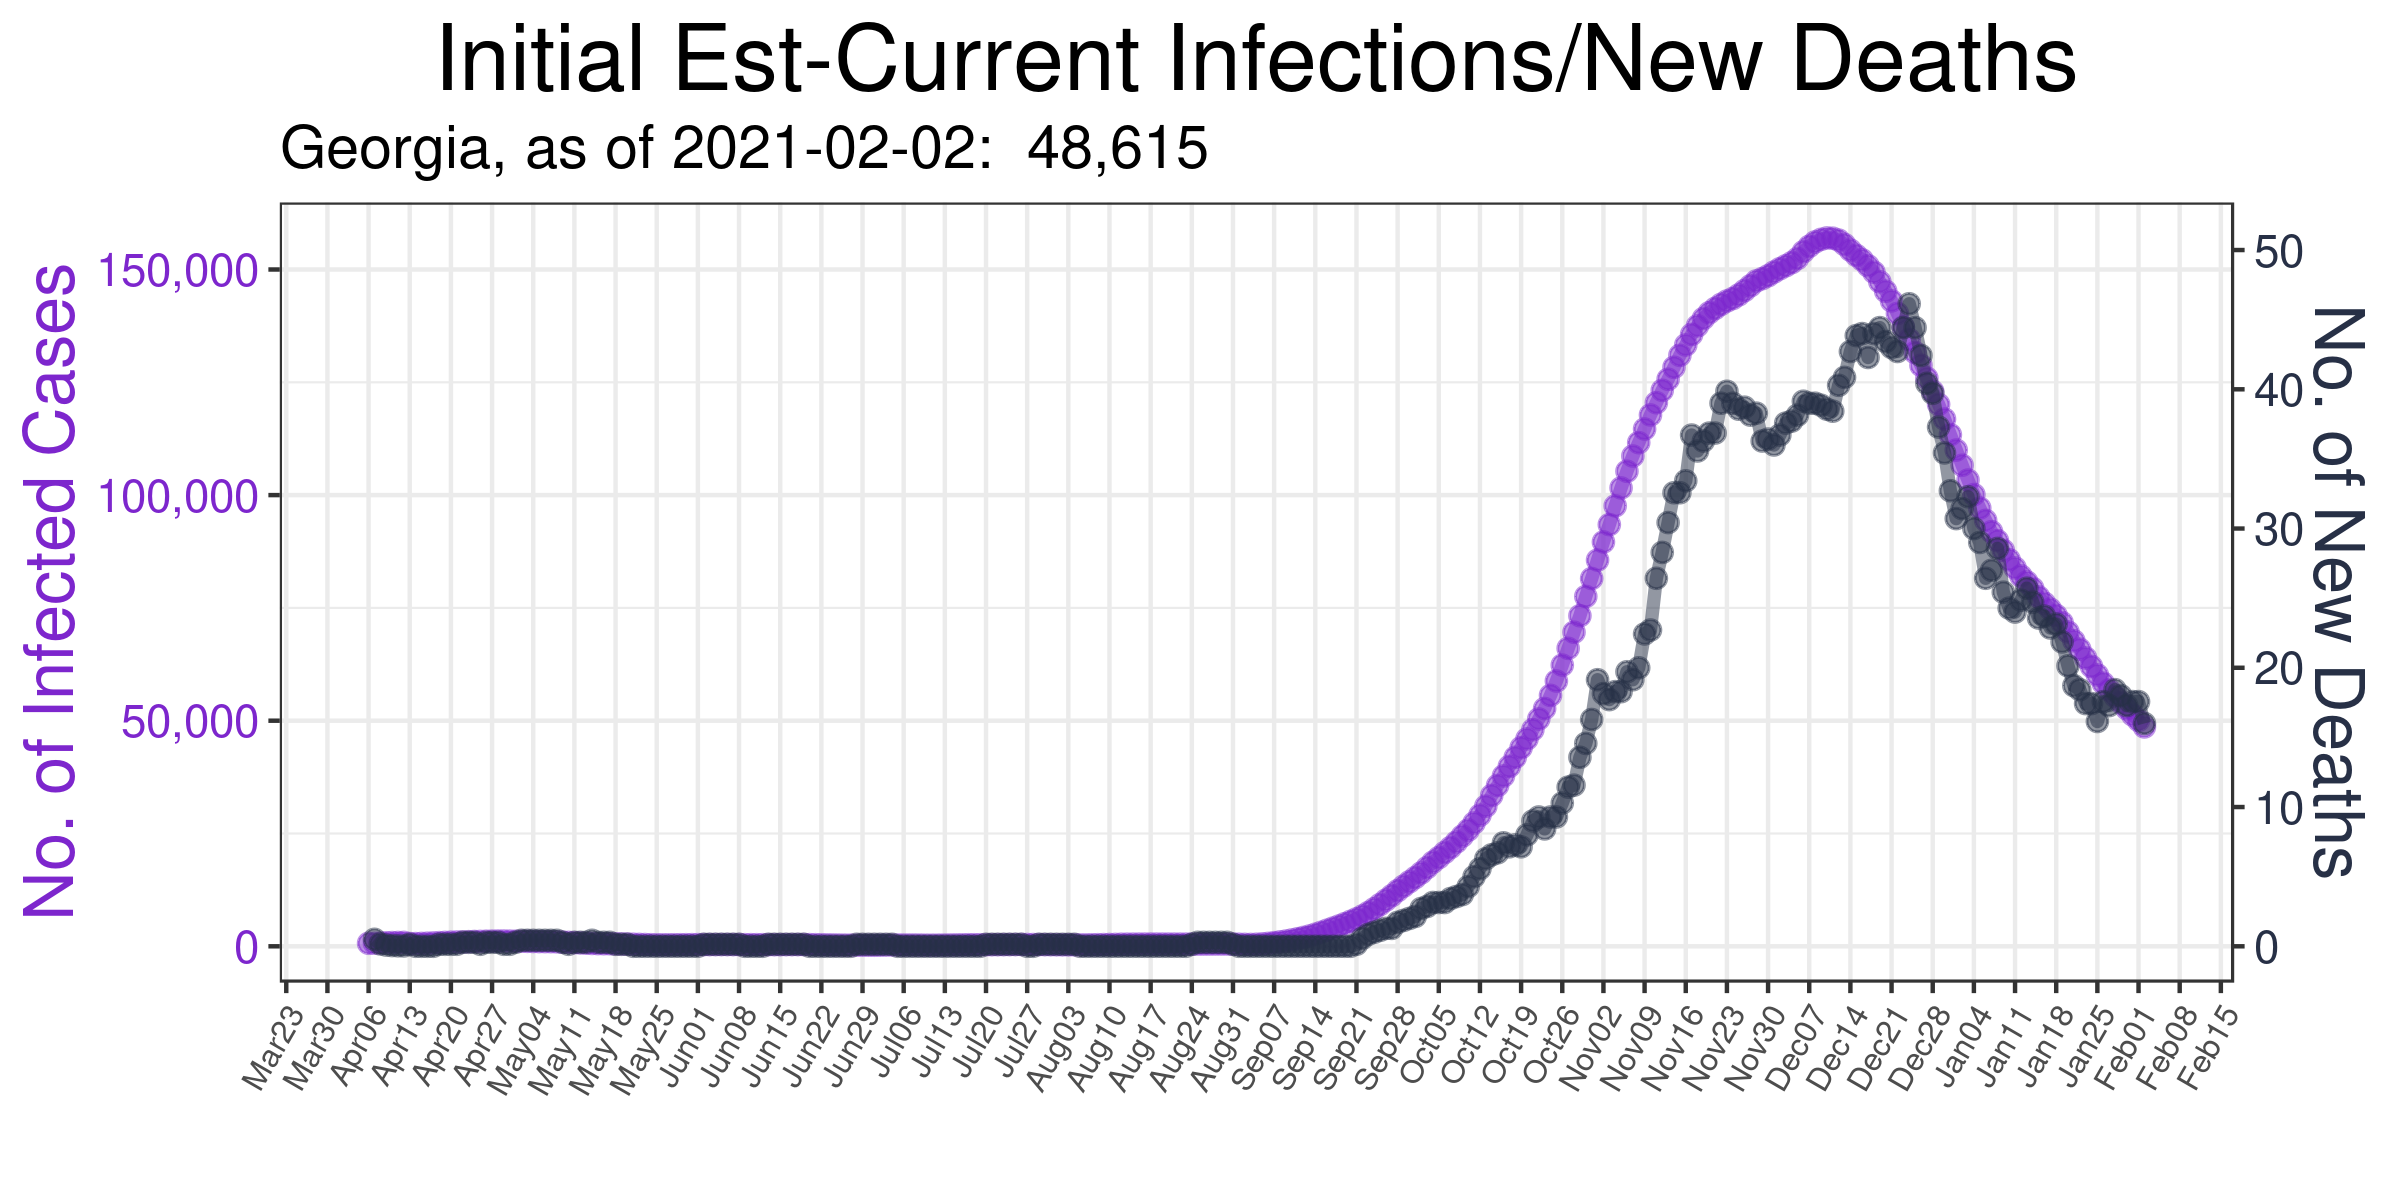 Initial Est-Current Infections/New Deaths
Georgia, as of 2021-02-02:  48,615
No. of Infected Cases
150,000
100,000
50,000
0
50
40
30
20
10
0
No. of New Deaths
Mar23 Mar30 Apr06 Apr13 Apr20 Apr27 May04 May11 May18 May25 Jun01 Jun08 Jun15 Jun22 Jun29 Jul06 Jul13 Jul20 Jul27 Aug03 Aug10 Aug17 Aug24 Aug31 Sep07 Sep14 Sep21 Sep28 Oct05 Oct12 Oct19 Oct26 Nov02 Nov09 Nov16 Nov23 Nov30 Dec07 Dec14 Dec21 Dec28 Jan04 Jan11 Jan18 Jan25 Feb01 Feb08 Feb15